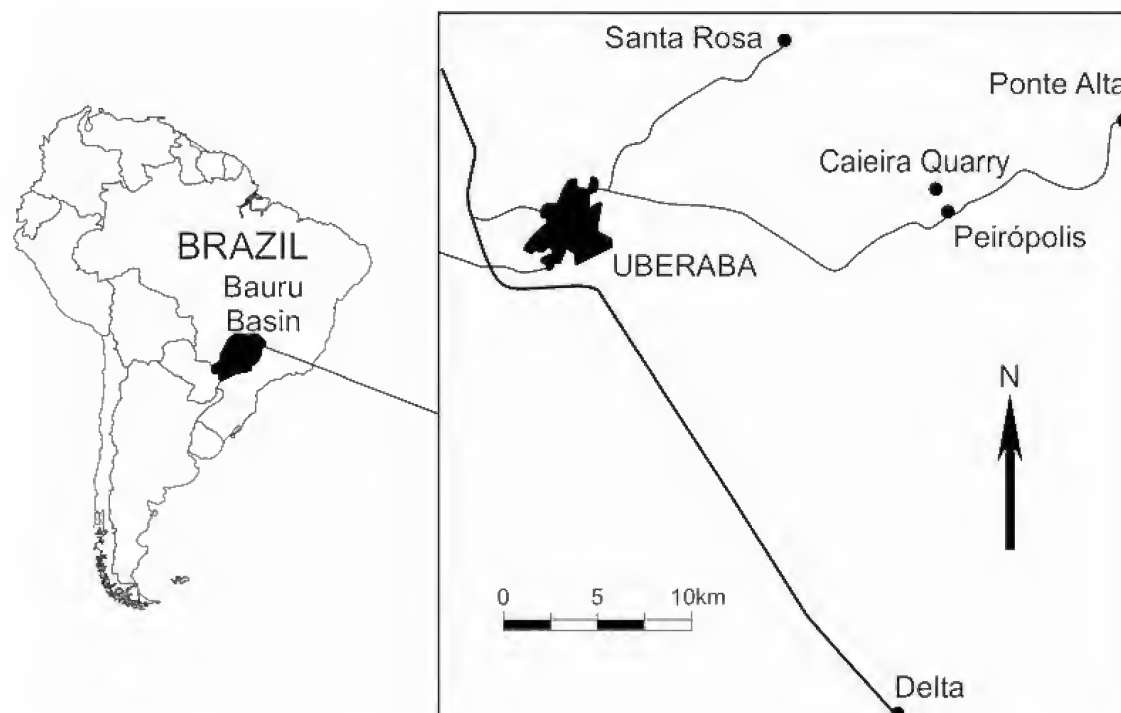 BRAZIL
Bauru
Basin
Santa Rosa
Ponte Alta
Caieira Quarry
Peirópolis
UBERABA
N
0 5 10km
Delta